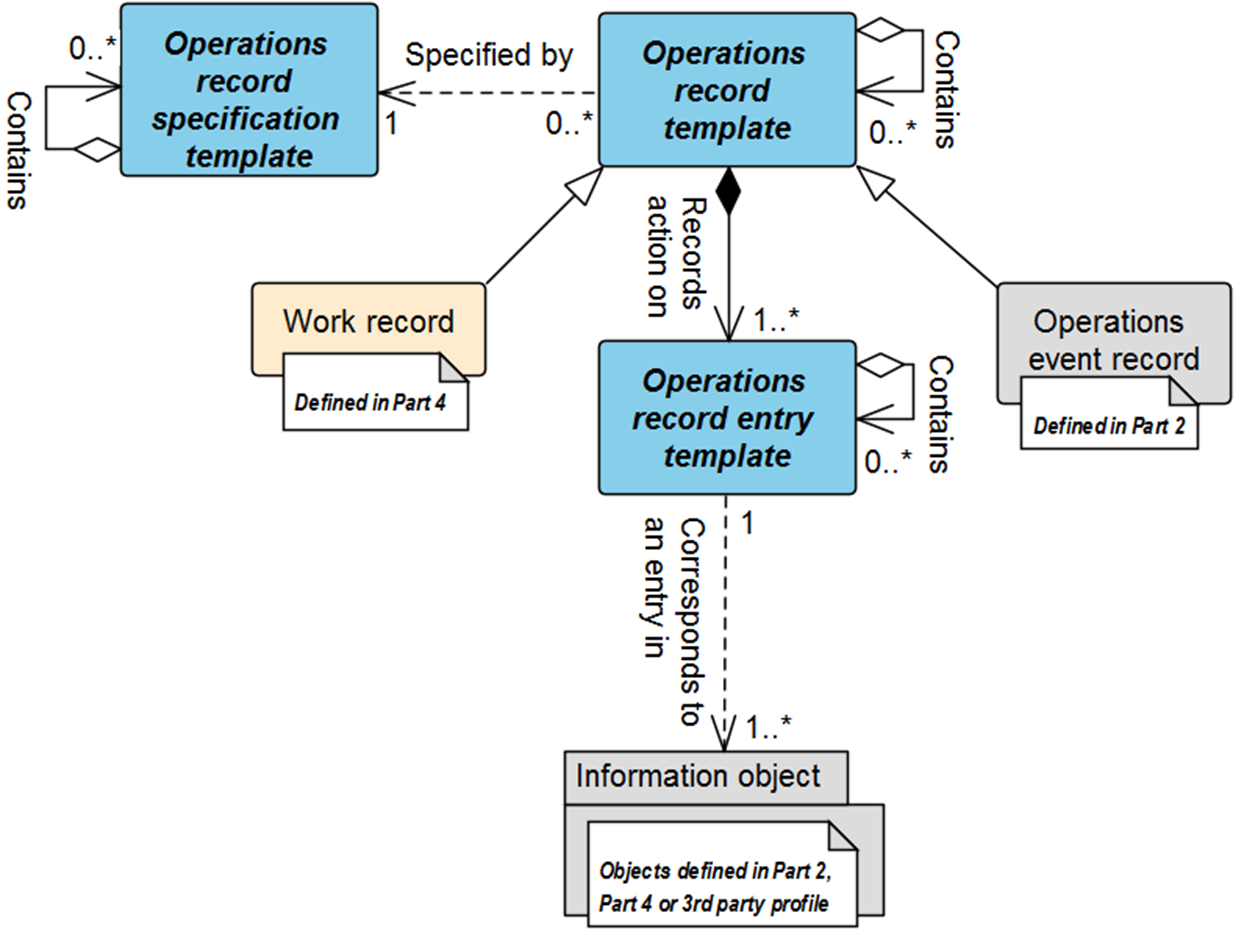 Operations
record
specification
template
0..*
Contains
Specified by
1
0..*
Operations
record
template
Contains
0..*
Records
action on
1..*
Work record
Defined in Part 4
Operations
event record
Defined in Part 2
Operations
record entry
template
Contains
0..*
1
Corresponds to
an entry in
1..*
Information object
Objects defined in Part 2,
Part 4 or 3rd party profile